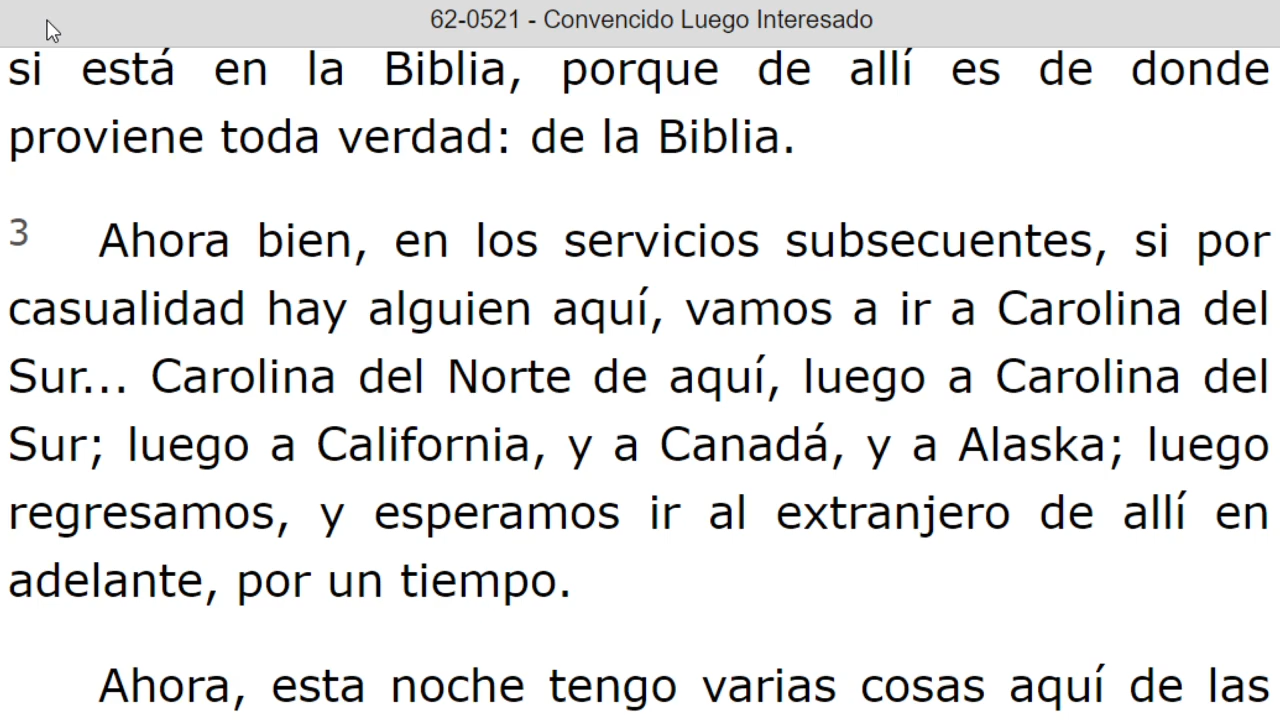 62-0521 - Convencido Luego Interesado
si está en la Biblia, porque de allí es de donde
proviene toda verdad: de la Biblia.
3 Ahora bien, en los servicios subsecuentes, si por
casualidad hay alguien aquí, vamos a ir a Carolina del
Sur... Carolina del Norte de aquí, luego a Carolina del
Sur; luego a California, y a Canadá, y a Alaska; luego
regresamos, y esperamos ir al extranjero de allí en
adelante, por un tiempo.
Ahora, esta noche tengo varias cosas aquí de las